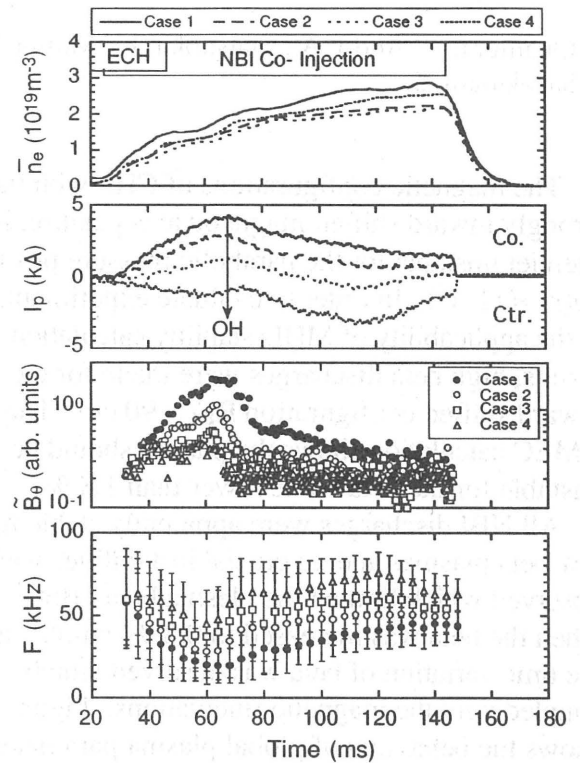 Case 1 Case 2 Case 3 Case 4
ECH NBI Co- Injection
4
3
2
1
0
n̅e (10¹⁹m⁻³)
5
0
-5
Ip (kA)
Co.
Ctr.
OH
10⁰
10⁻¹
B̃θ (arb. umits)
Case 1
Case 2
Case 3
Case 4
100
50
0
F (kHz)
20 40 60 80 100 120 140 160 180
Time (ms)